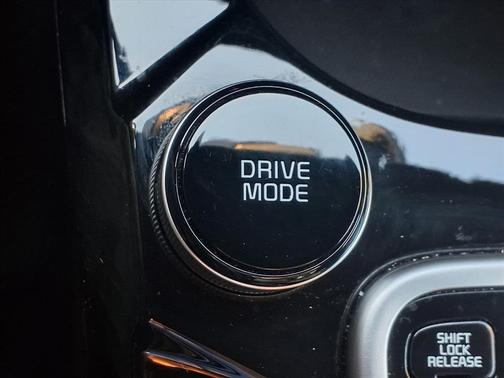 DRIVE
MODE
SHIFT
LOCK
RELEASE